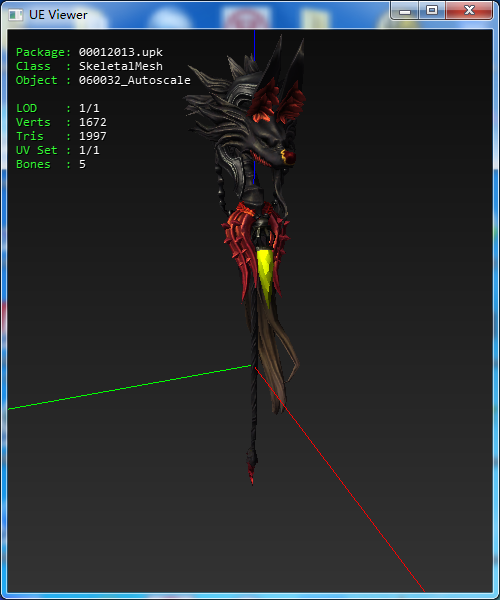 UE Viewer
Package: 00012013.upk
Class : SkeletalMesh
Object : 060032_Autoscale
LOD : 1/1
Verts : 1672
Tris : 1997
UV Set : 1/1
Bones : 5